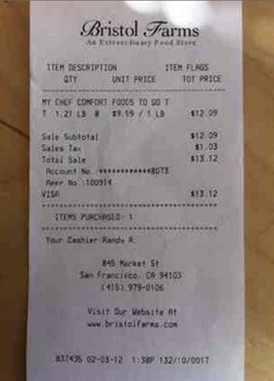 Bristol Farms
An Extraordinary Food Store
ITEM DESCRIPTION ITEM FLAGS
QTY UNIT PRICE TOT PRICE
MY CHEF COMFORT FOODS TO GO T
T 1.21 LB @ $9.99 / 1 LB $12.09
Sale Subtotal $12.09
Sales Tax $1.03
Total Sale $13.12
Account No. ************8073
Appr No. :100914
VISA $13.12
ITEMS PURCHASED: 1
Your Cashier:Randy R.
845 Market St.
San Francisco, CA 94103
(415) 979-0106
Visit Our Website At
www.bristolfarms.com
837435 02-03-12 1:38P 132/10/0017